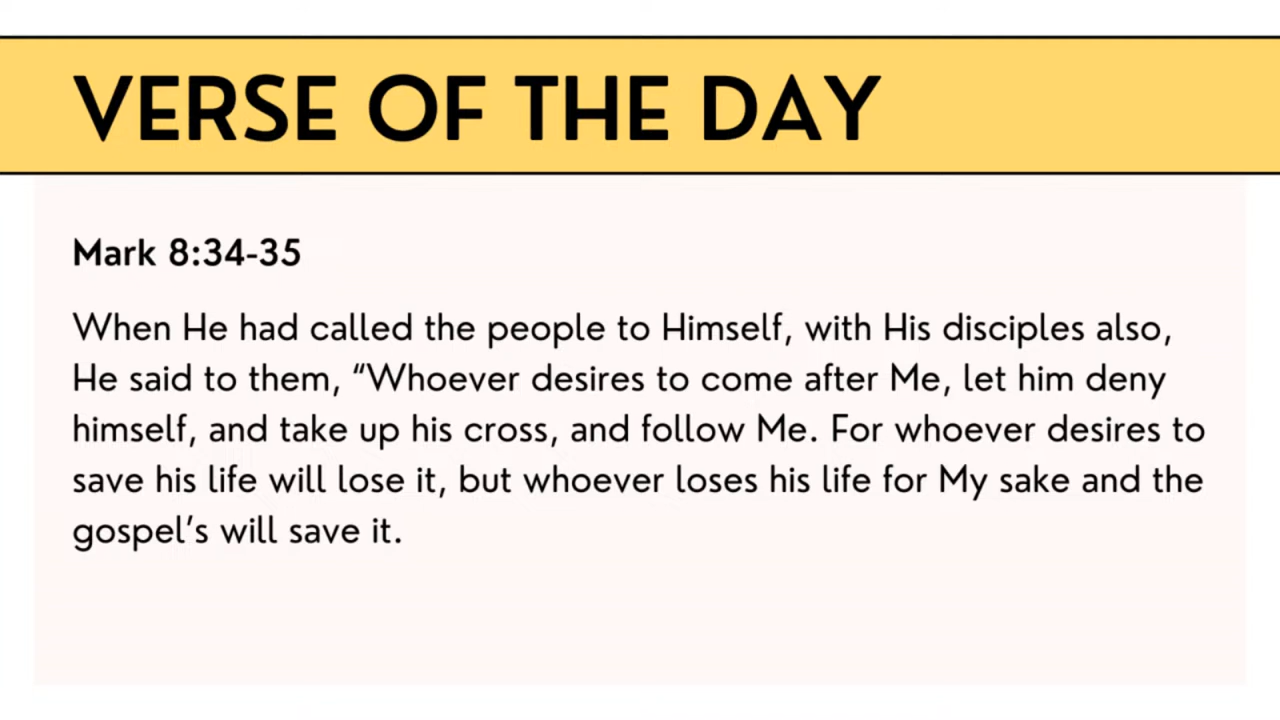 VERSE OF THE DAY
Mark 8:34-35
When He had called the people to Himself, with His disciples also,
He said to them, “Whoever desires to come after Me, let him deny
himself, and take up his cross, and follow Me. For whoever desires to
save his life will lose it, but whoever loses his life for My sake and the
gospel’s will save it.